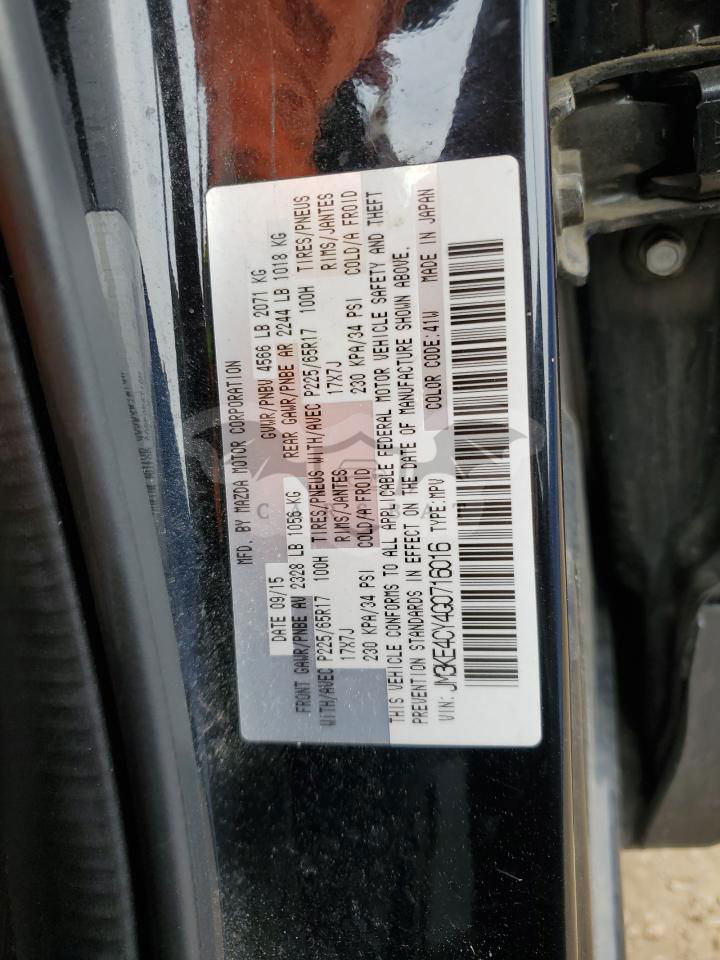 MFD. BY MAZDA MOTOR CORPORATION
DATE 09/15 GVWR/PNBV 4566 LB 2071 KG
FRONT GAWR/PNBE AV 2328 LB 1056 KG REAR GAWR/PNBE AR 2244 LB 1018 KG
WITH/AVEC P225/65R17 100H TIRES/PNEUS WITH/AVEC P225/65R17 100H TIRES/PNEUS
17X7J RIMS/JANTES 17X7J RIMS/JANTES
230 KPA/34 PSI COLD/A FROID 230 KPA/34 PSI COLD/A FROID
THIS VEHICLE CONFORMS TO ALL APPLICABLE FEDERAL MOTOR VEHICLE SAFETY AND THEFT
PREVENTION STANDARDS IN EFFECT ON THE DATE OF MANUFACTURE SHOWN ABOVE.
VIN: JM3KE4CY4G0716016 TYPE:MPV COLOR CODE:41W MADE IN JAPAN